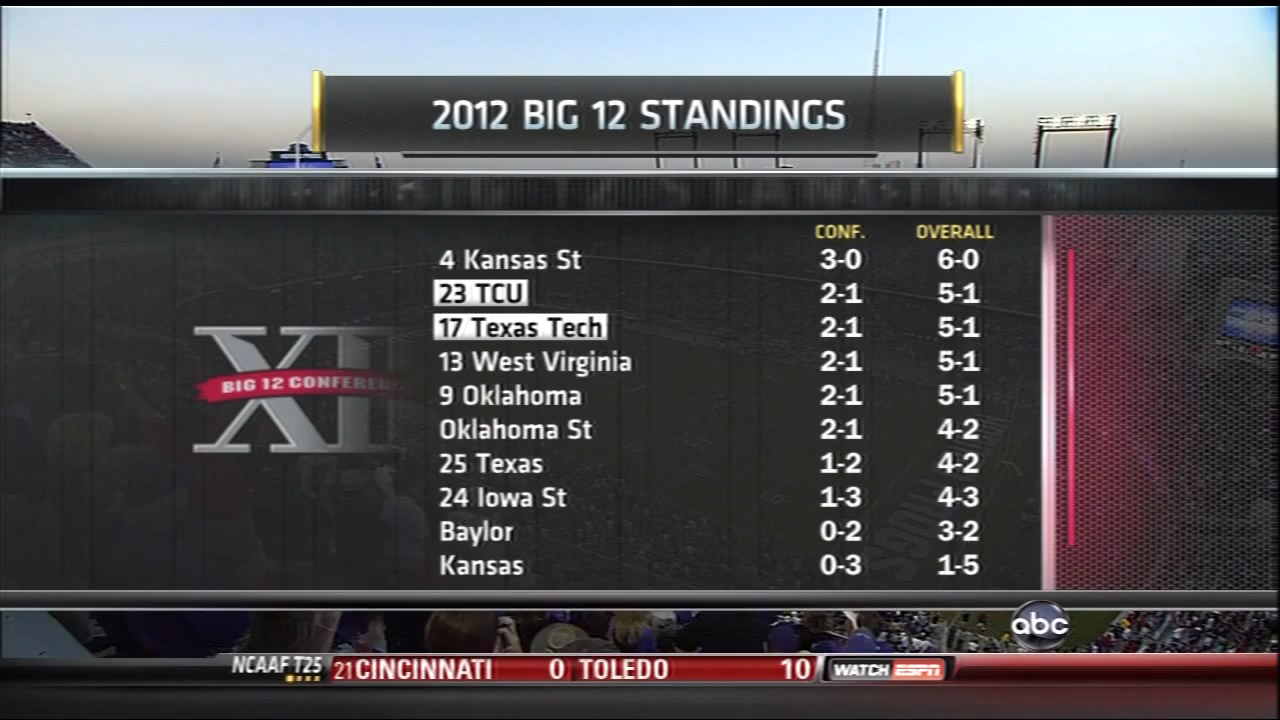 2012 BIG 12 STANDINGS
CONF. OVERALL
4 Kansas St 3-0 6-0
23 TCU 2-1 5-1
17 Texas Tech 2-1 5-1
13 West Virginia 2-1 5-1
9 Oklahoma 2-1 5-1
Oklahoma St 2-1 4-2
25 Texas 1-2 4-2
24 Iowa St 1-3 4-3
Baylor 0-2 3-2
Kansas 0-3 1-5
XI
BIG 12 CONFEREN
abc
NCAAF T25 21 CINCINNATI 0 TOLEDO 10 WATCH ESPN